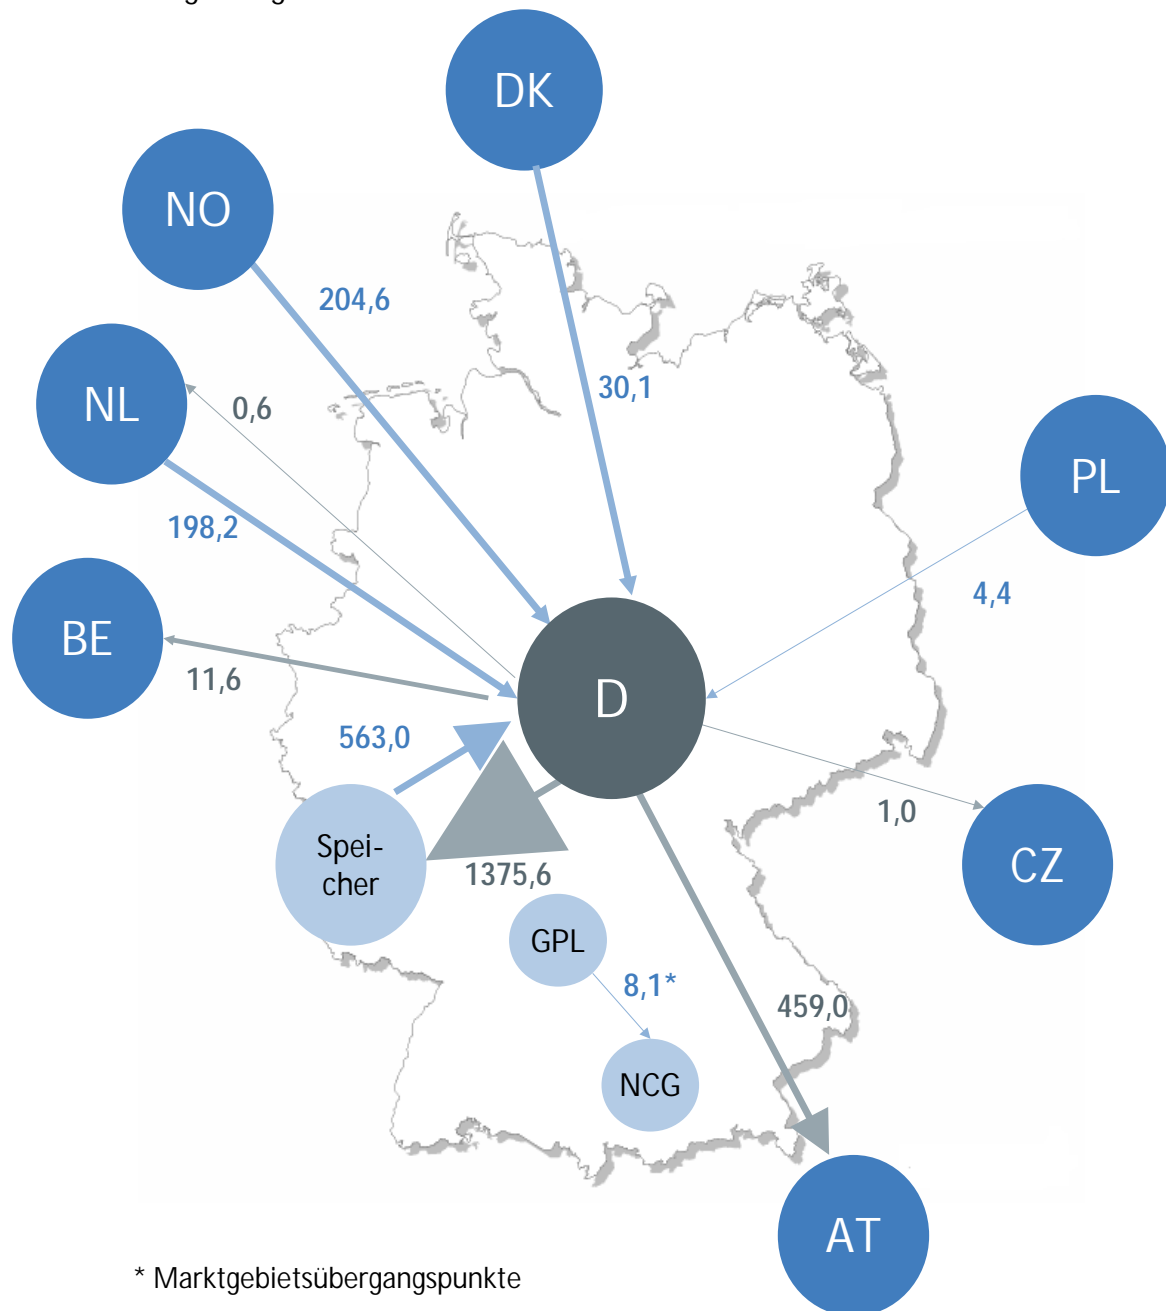 DK
NO
204,6
NL
0,6
30,1
PL
198,2
4,4
BE
11,6
D
563,0
1,0
Spei-
cher
1375,6
CZ
GPL
8,1*
459,0
NCG
AT
* Marktgebietsübergangspunkte